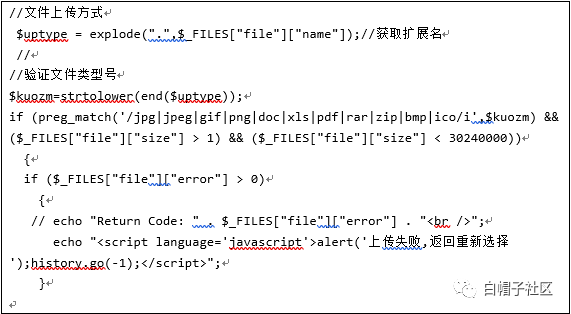 //文件上传方式
$uptype = explode(".",$_FILES["file"]["name"]);//获取扩展名
//
//验证文件类型号
$kuozm=strtolower(end($uptype));
if (preg_match('/jpg|jpeg|gif|png|doc|xls|pdf|rar|zip|bmp|ico/i',$kuozm) &&
($_FILES["file"]["size"] > 1) && ($_FILES["file"]["size"] < 30240000))
{
if ($_FILES["file"]["error"] > 0)
{
// echo "Return Code: " . $_FILES["file"]["error"] . "<br />";
echo "<script language='javascript'>alert('上传失败,返回重新选择
');history.go(-1);</script>";
}
白帽子社区